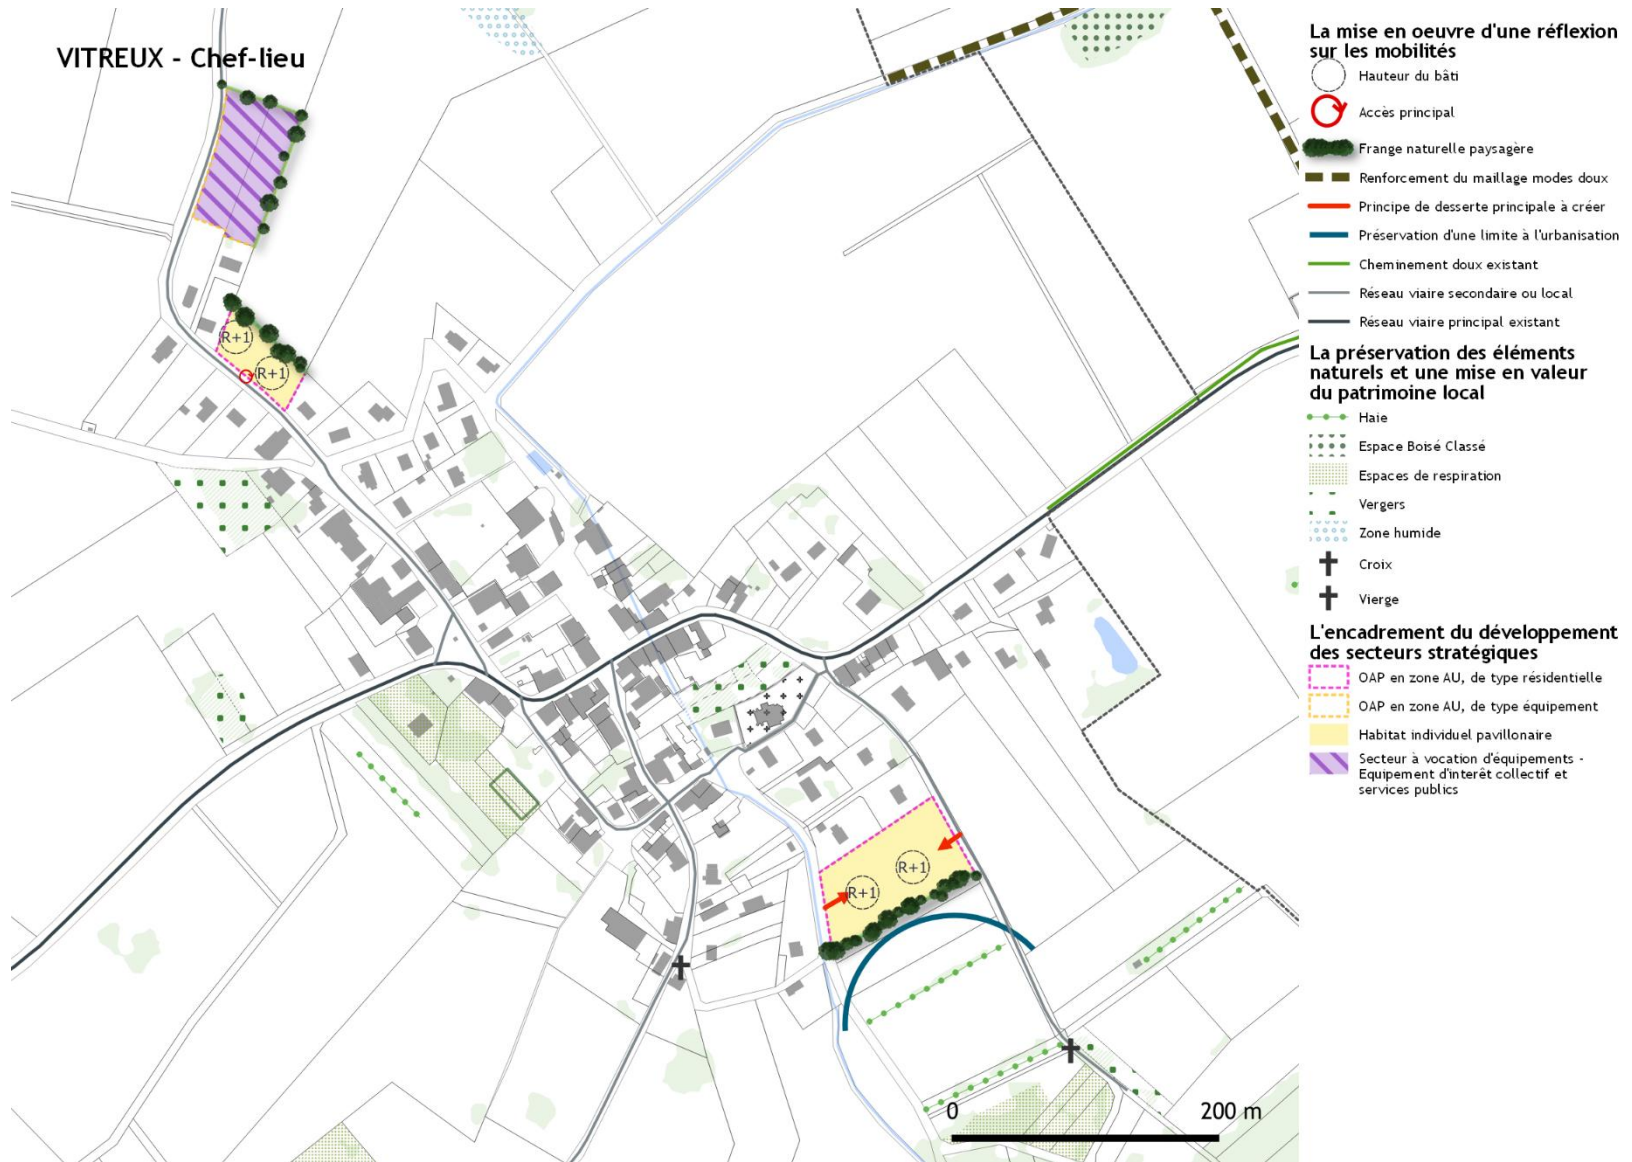 VITREUX - Chef-lieu
R+1
R+1
R+1
R+1
0
200 m
La mise en oeuvre d'une réflexion
sur les mobilités
Hauteur du bâti
Accès principal
Frange naturelle paysagère
Renforcement du maillage modes doux
Principe de desserte principale à créer
Préservation d'une limite à l'urbanisation
Cheminement doux existant
Réseau viaire secondaire ou local
Réseau viaire principal existant
La préservation des éléments
naturels et une mise en valeur
du patrimoine local
Haie
Espace Boisé Classé
Espaces de respiration
Vergers
Zone humide
Croix
Vierge
L'encadrement du développement
des secteurs stratégiques
OAP en zone AU, de type résidentielle
OAP en zone AU, de type équipement
Habitat individuel pavillonaire
Secteur à vocation d'équipements -
Equipement d'interêt collectif et
services publics